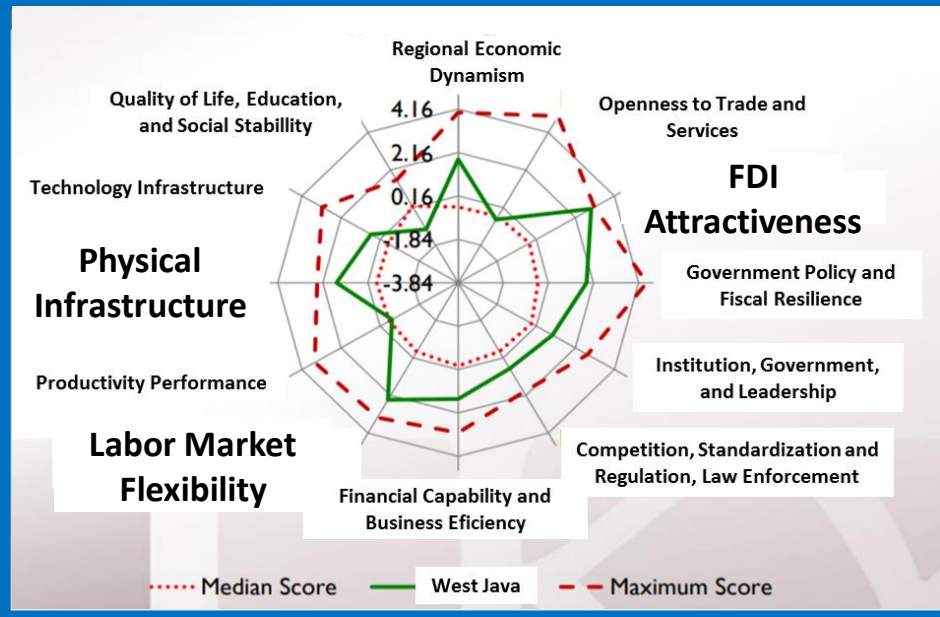 Regional Economic
Dynamism
Quality of Life, Education,
and Social Stabillity
4.16
Openness to Trade and
Services
2.16
Technology Infrastructure
0.16
FDI
Attractiveness
-1.84
Physical
Infrastructure
-3.84
Government Policy and
Fiscal Resilience
Productivity Performance
Institution, Government,
and Leadership
Labor Market
Flexibility
Competition, Standardization and
Regulation, Law Enforcement
Financial Capability and
Business Eficiency
Median Score
West Java
Maximum Score